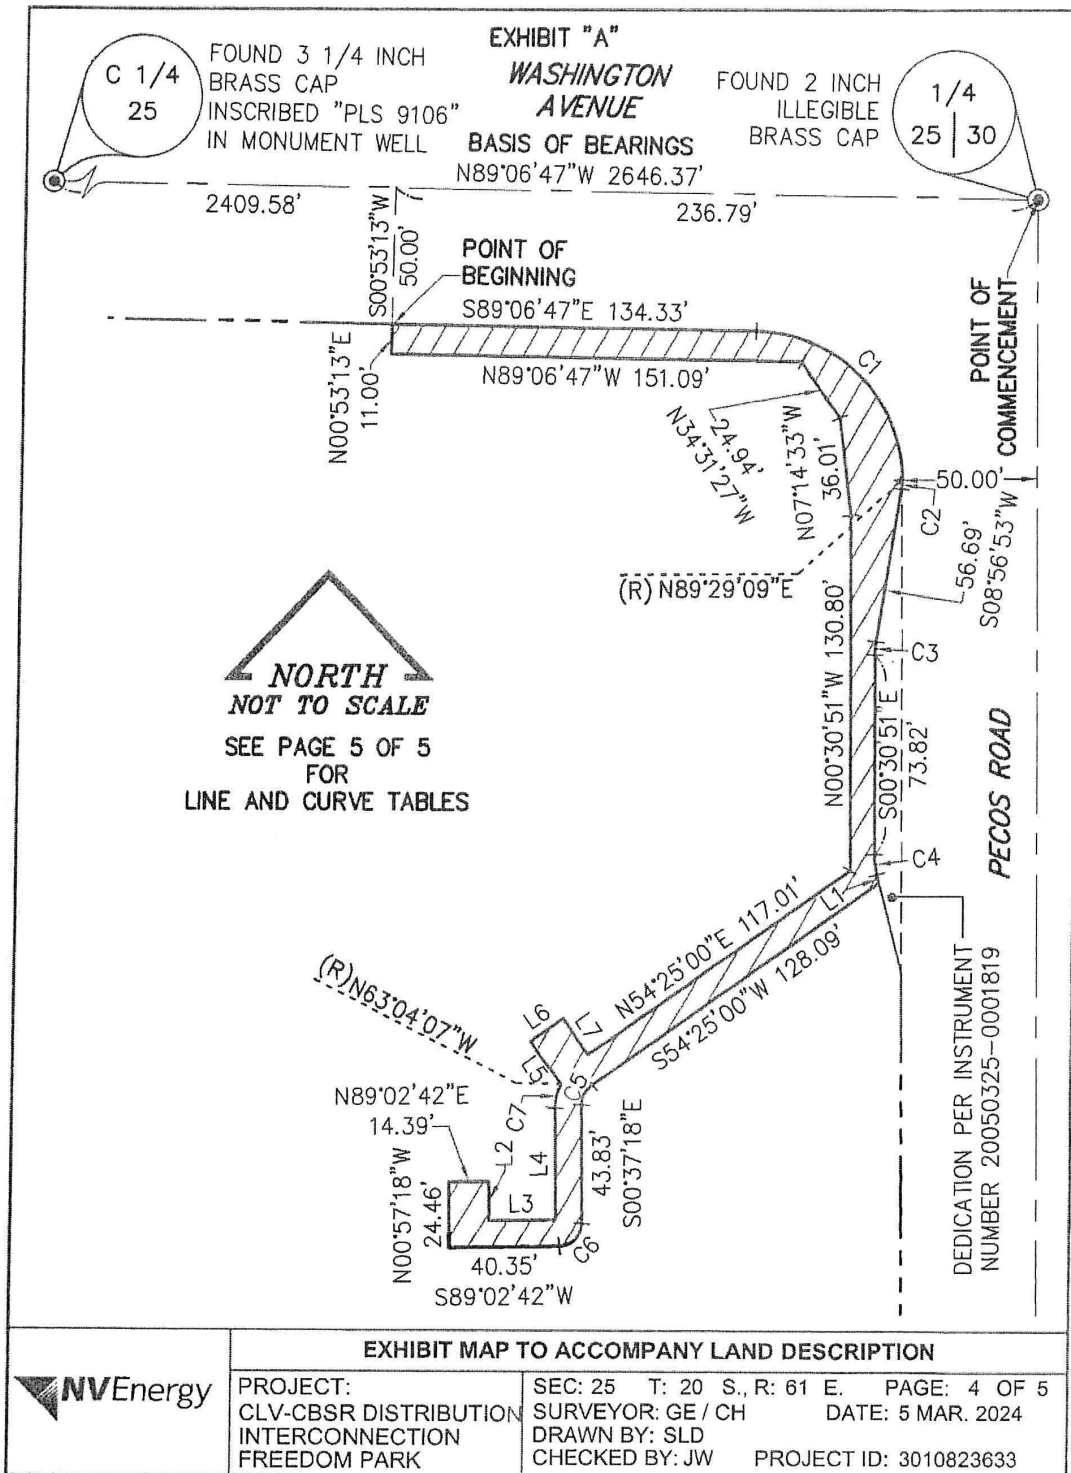 EXHIBIT "A"
C 1/4
25
FOUND 3 1/4 INCH
BRASS CAP
INSCRIBED "PLS 9106"
IN MONUMENT WELL
WASHINGTON
AVENUE
BASIS OF BEARINGS
N89°06'47"W 2646.37'
FOUND 2 INCH
ILLEGIBLE
BRASS CAP
1/4
25 | 30
2409.58'
236.79'
S00°53'13"W
50.00'
POINT OF
BEGINNING
S89°06'47"E 134.33'
N00°53'13"E
11.00'
N89°06'47"W 151.09'
C1
POINT OF
COMMENCEMENT
24.94'
N34°31'27"W
N07°14'33"W
36.01'
50.00'
C2
56.69'
S08°56'53"W
(R) N89°29'09"E
NORTH
NOT TO SCALE
SEE PAGE 5 OF 5
FOR
LINE AND CURVE TABLES
N00°30'51"W 130.80'
C3
S00°30'51"E
73.82'
PECOS ROAD
C4
L1
N54°25'00"E 117.01'
S54°25'00"W 128.09'
(R)N63°04'07"W
L6
L7
L5
C5
C7
N89°02'42"E
14.39'
L2
L4
L3
43.83'
S00°37'18"E
N00°57'18"W
24.46'
C6
40.35'
S89°02'42"W
DEDICATION PER INSTRUMENT
NUMBER 20050325-0001819
EXHIBIT MAP TO ACCOMPANY LAND DESCRIPTION
NVEnergy
PROJECT:
CLV-CBSR DISTRIBUTION
INTERCONNECTION
FREEDOM PARK
SEC: 25 T: 20 S., R: 61 E. PAGE: 4 OF 5
SURVEYOR: GE / CH DATE: 5 MAR. 2024
DRAWN BY: SLD
CHECKED BY: JW PROJECT ID: 3010823633